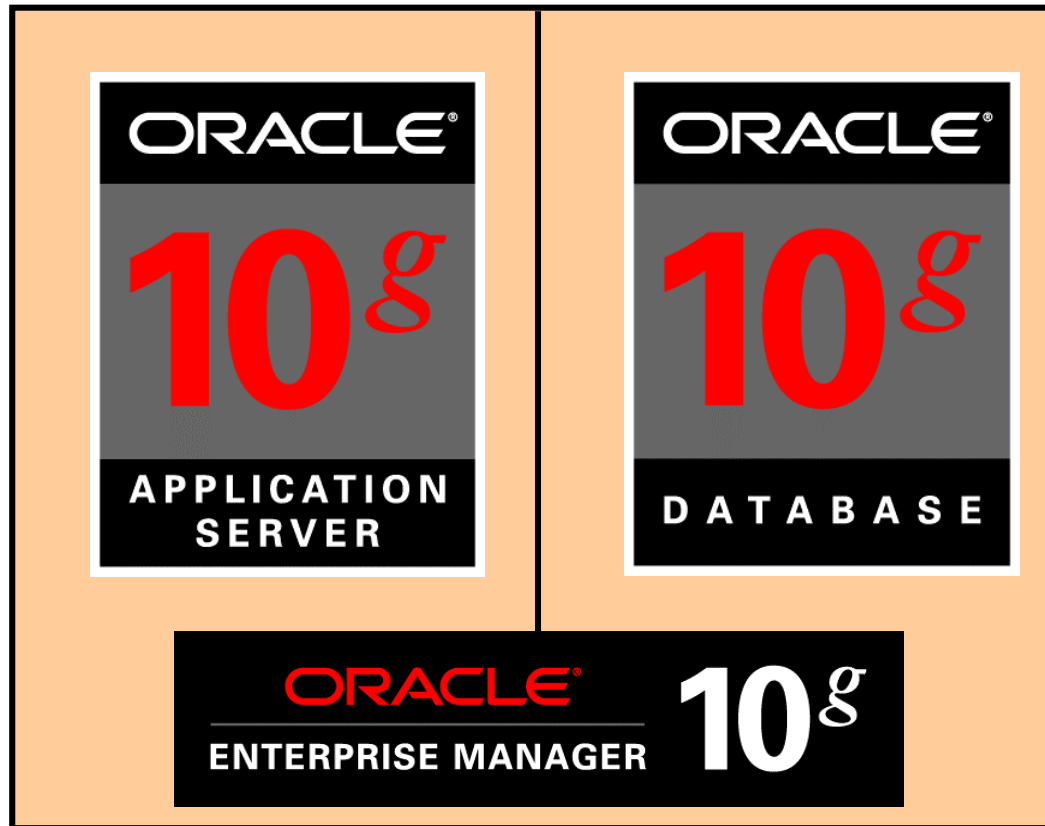 ORACLE®
10g
APPLICATION
SERVER
ORACLE®
10g
DATABASE
ORACLE®
ENTERPRISE MANAGER
10g